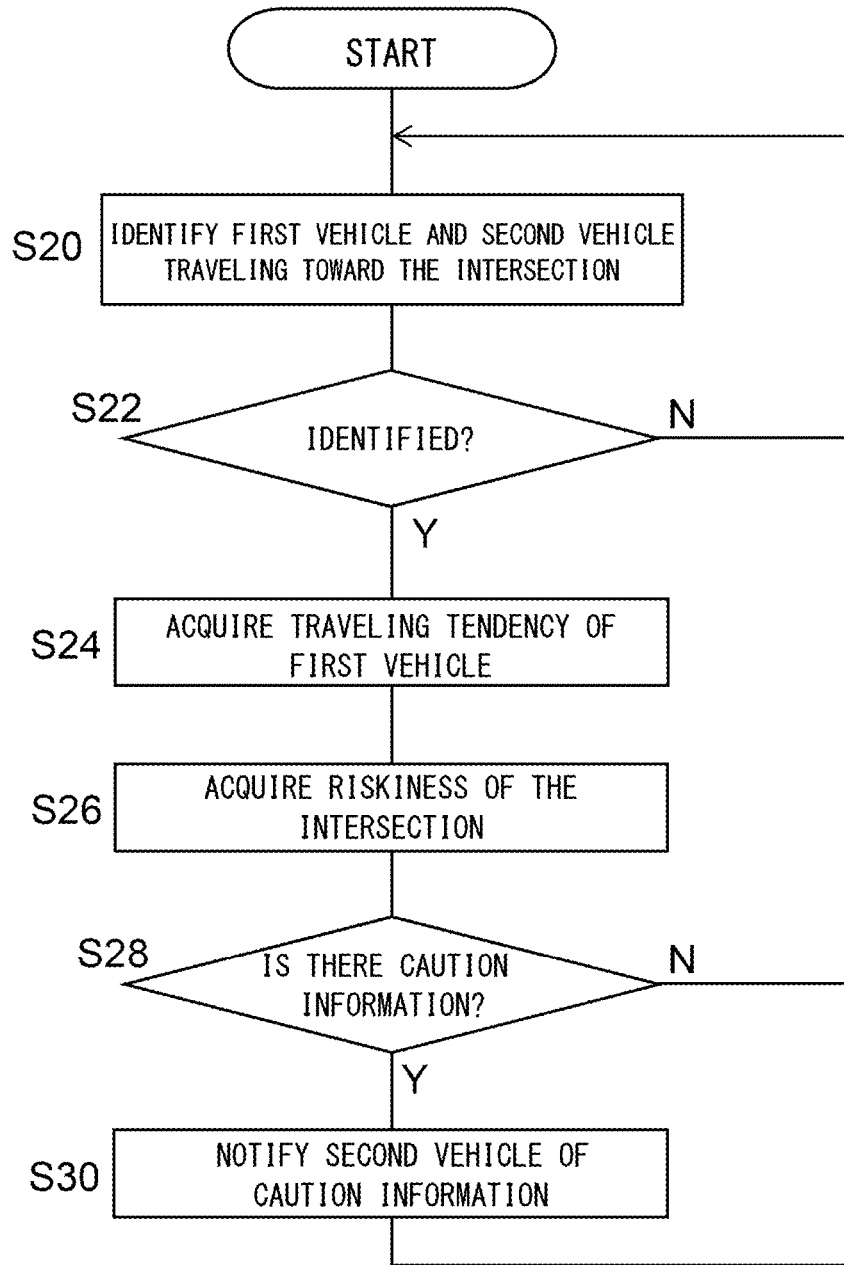 START
S20
IDENTIFY FIRST VEHICLE AND SECOND VEHICLE
TRAVELING TOWARD THE INTERSECTION
S22
IDENTIFIED?
N
Y
S24
ACQUIRE TRAVELING TENDENCY OF
FIRST VEHICLE
S26
ACQUIRE RISKINESS OF THE
INTERSECTION
S28
IS THERE CAUTION
INFORMATION?
N
Y
S30
NOTIFY SECOND VEHICLE OF
CAUTION INFORMATION